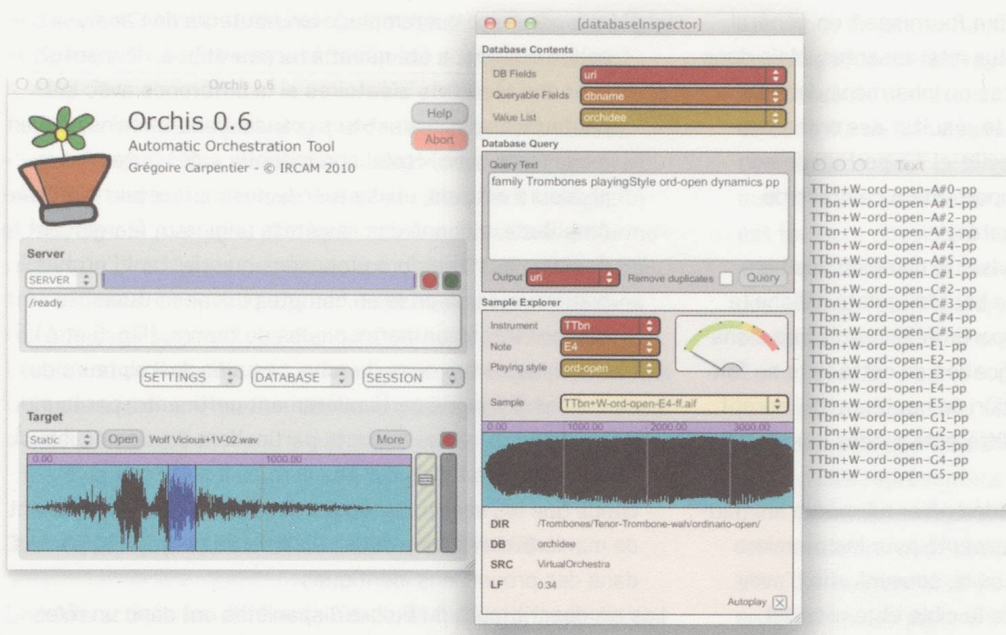 Orchis 0.6
Orchis 0.6
Automatic Orchestration Tool
Grégoire Carpentier - © IRCAM 2010
Help
Abort
Server
SERVER
/ready
SETTINGS
DATABASE
SESSION
Target
Static
Open
Wolf Vicious+1V-02.wav
More
0.00
1000.00
[databaseInspector]
Database Contents
DB Fields
uri
Queryable Fields
dbname
Value List
orchidee
Database Query
Query Text
family Trombones playingStyle ord-open dynamics pp
Output
uri
Remove duplicates
Query
Sample Explorer
Instrument
TTbn
Note
E4
Playing style
ord-open
Sample
TTbn+W-ord-open-E4-ff.aif
0.00
1000.00
2000.00
3000.00
DIR /Trombones/Tenor-Trombone-wah/ordinario-open/
DB orchidee
SRC VirtualOrchestra
LF 0.34
Autoplay
Text
TTbn+W-ord-open-A#0-pp
TTbn+W-ord-open-A#1-pp
TTbn+W-ord-open-A#2-pp
TTbn+W-ord-open-A#3-pp
TTbn+W-ord-open-A#4-pp
TTbn+W-ord-open-A#5-pp
TTbn+W-ord-open-C#1-pp
TTbn+W-ord-open-C#2-pp
TTbn+W-ord-open-C#3-pp
TTbn+W-ord-open-C#4-pp
TTbn+W-ord-open-C#5-pp
TTbn+W-ord-open-E1-pp
TTbn+W-ord-open-E2-pp
TTbn+W-ord-open-E3-pp
TTbn+W-ord-open-E4-pp
TTbn+W-ord-open-E5-pp
TTbn+W-ord-open-G1-pp
TTbn+W-ord-open-G2-pp
TTbn+W-ord-open-G3-pp
TTbn+W-ord-open-G4-pp
TTbn+W-ord-open-G5-pp